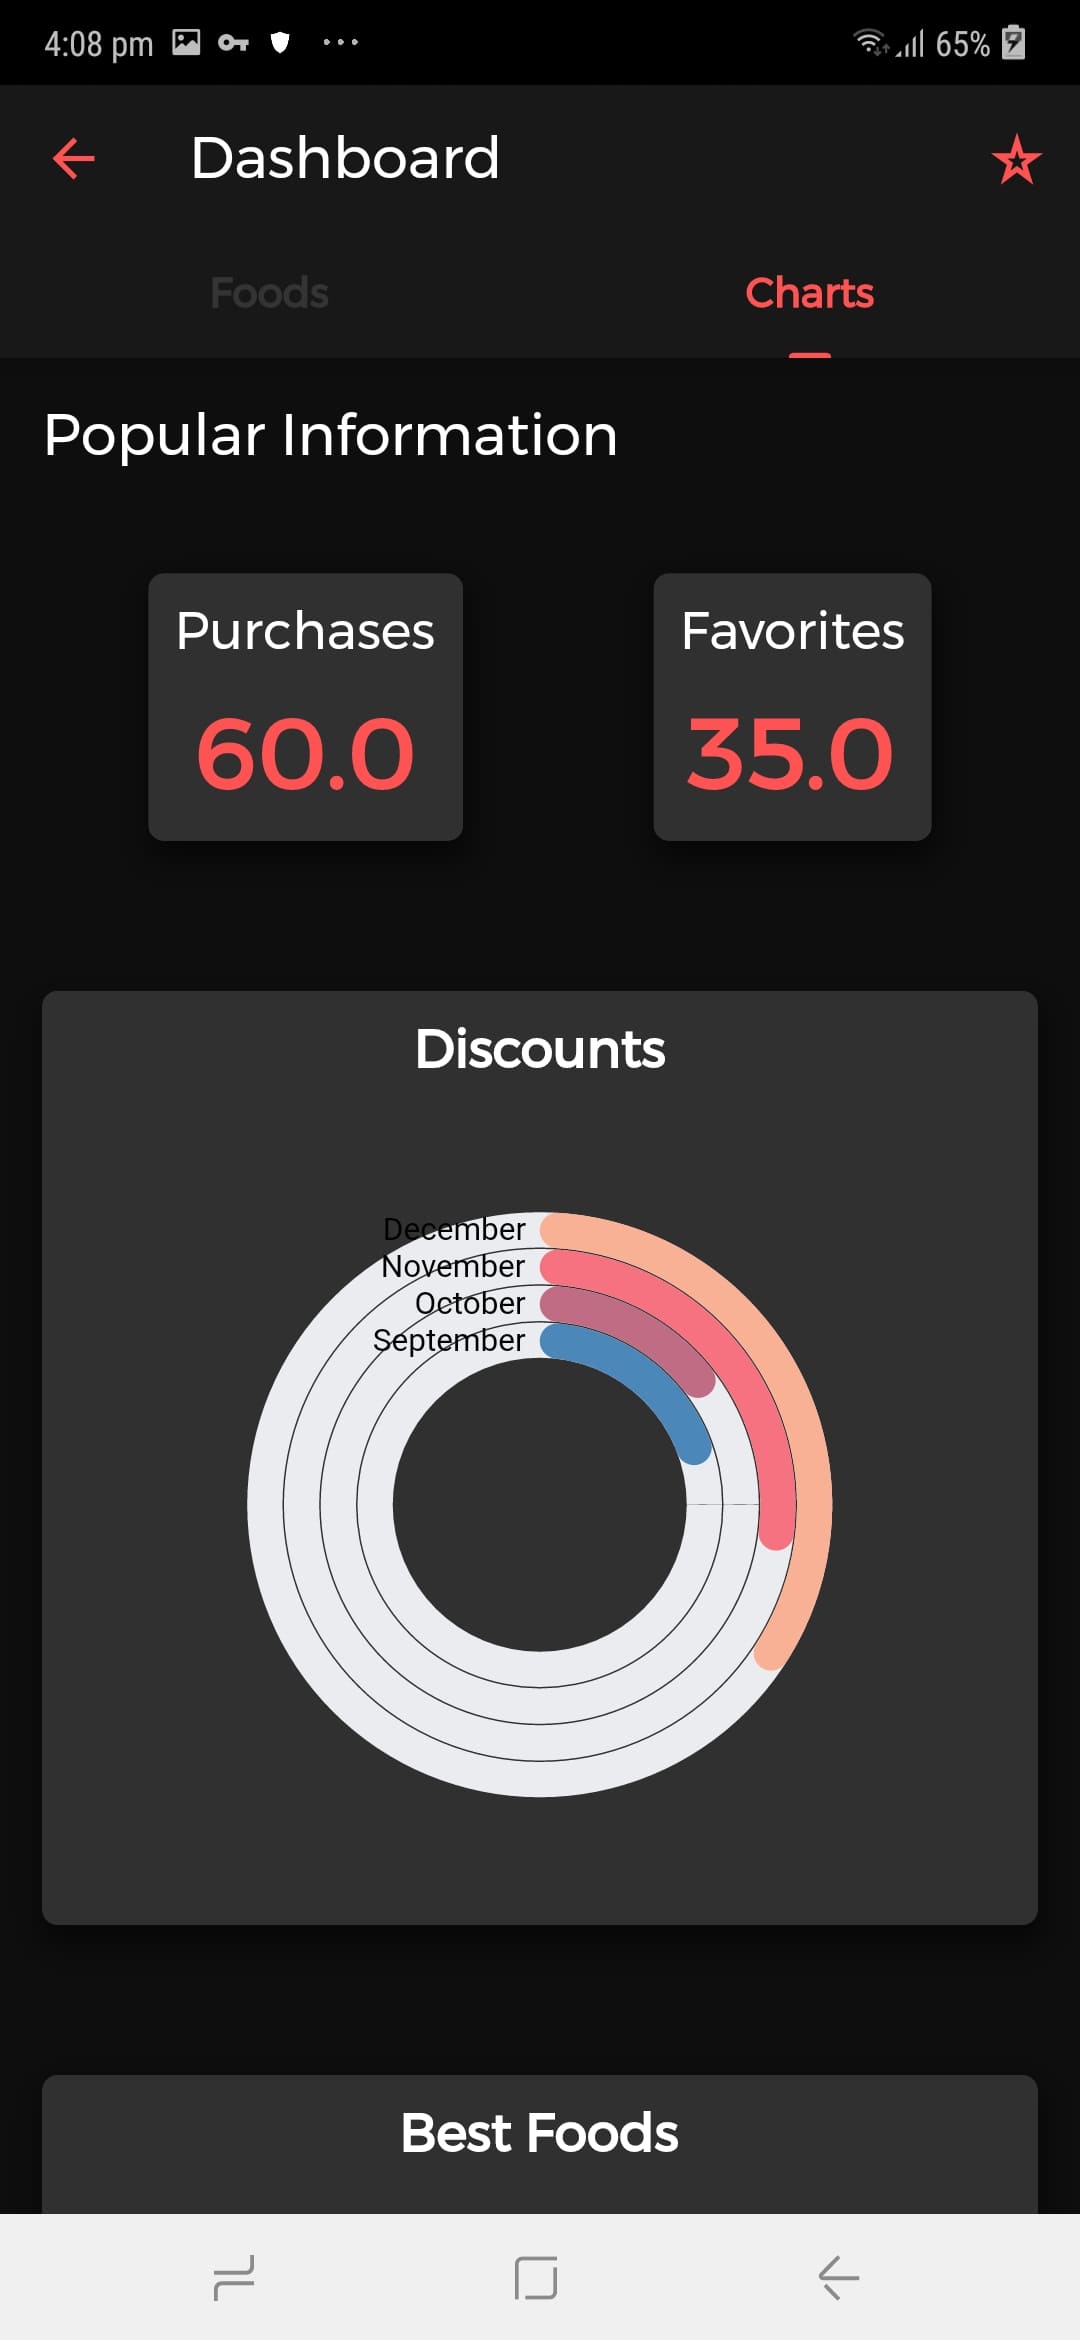 4:08 pm 65%
Dashboard
Foods Charts
Popular Information
Purchases Favorites
60.0 35.0
Discounts
December
November
October
September
Best Foods